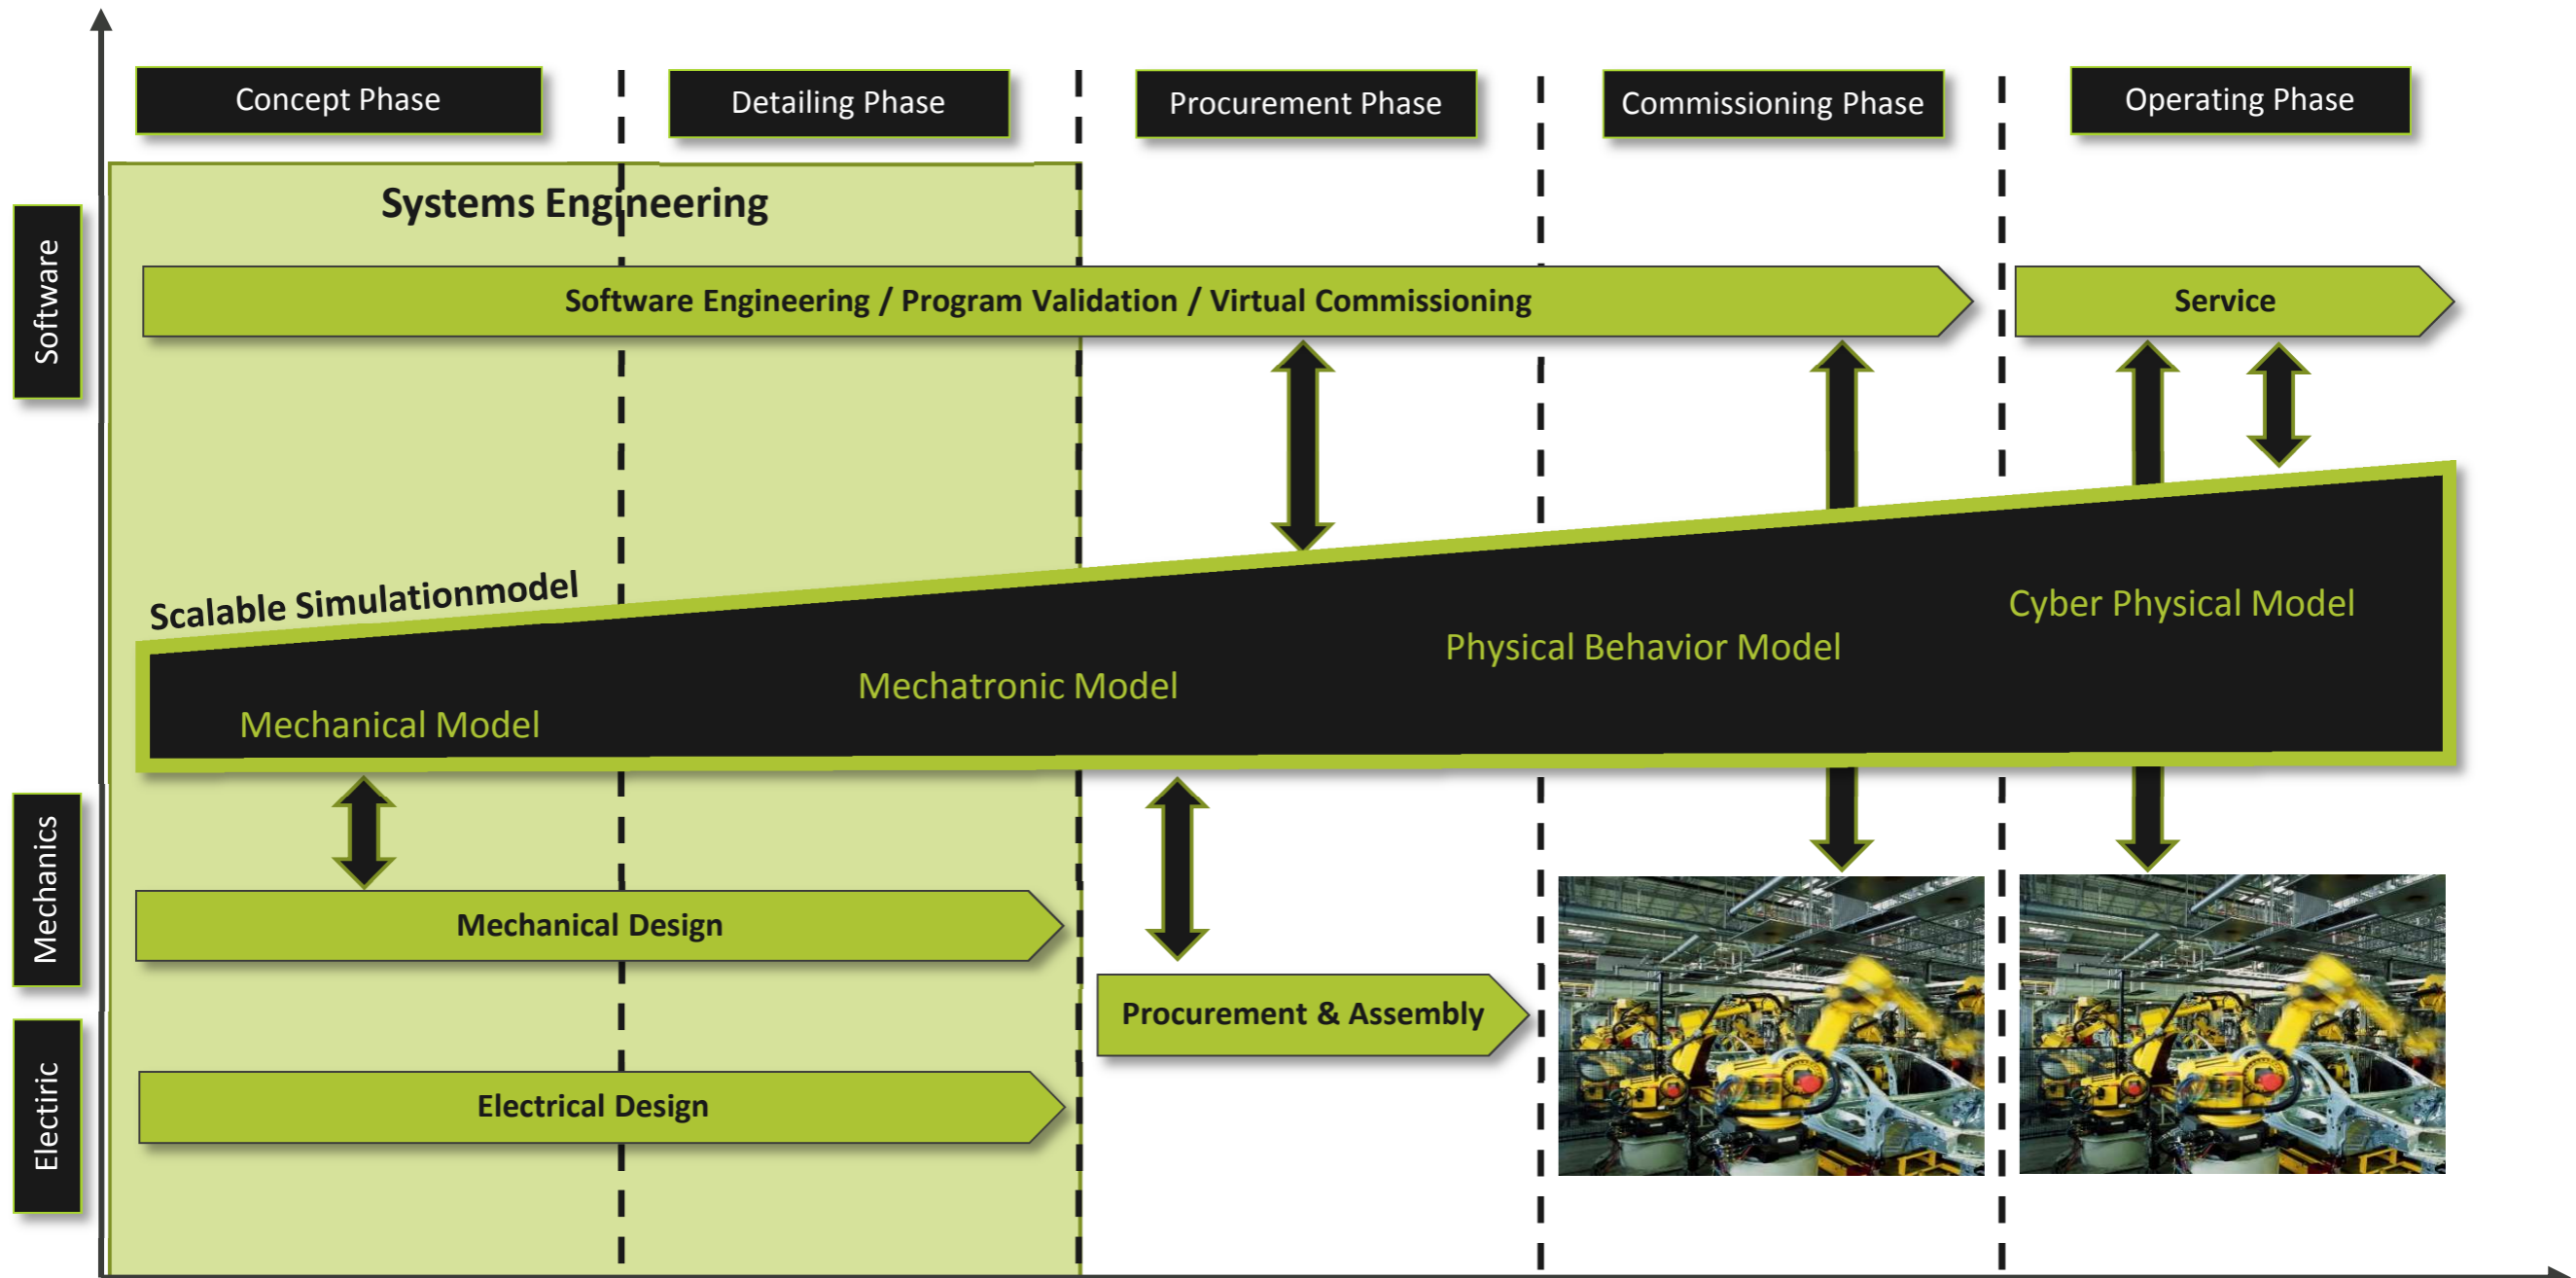 Concept Phase
Detailing Phase
Procurement Phase
Commissioning Phase
Operating Phase
Systems Engineering
Software
Software Engineering / Program Validation / Virtual Commissioning
Service
Scalable Simulationmodel
Cyber Physical Model
Physical Behavior Model
Mechatronic Model
Mechanical Model
Mechanics
Mechanical Design
Procurement & Assembly
Electiric
Electrical Design